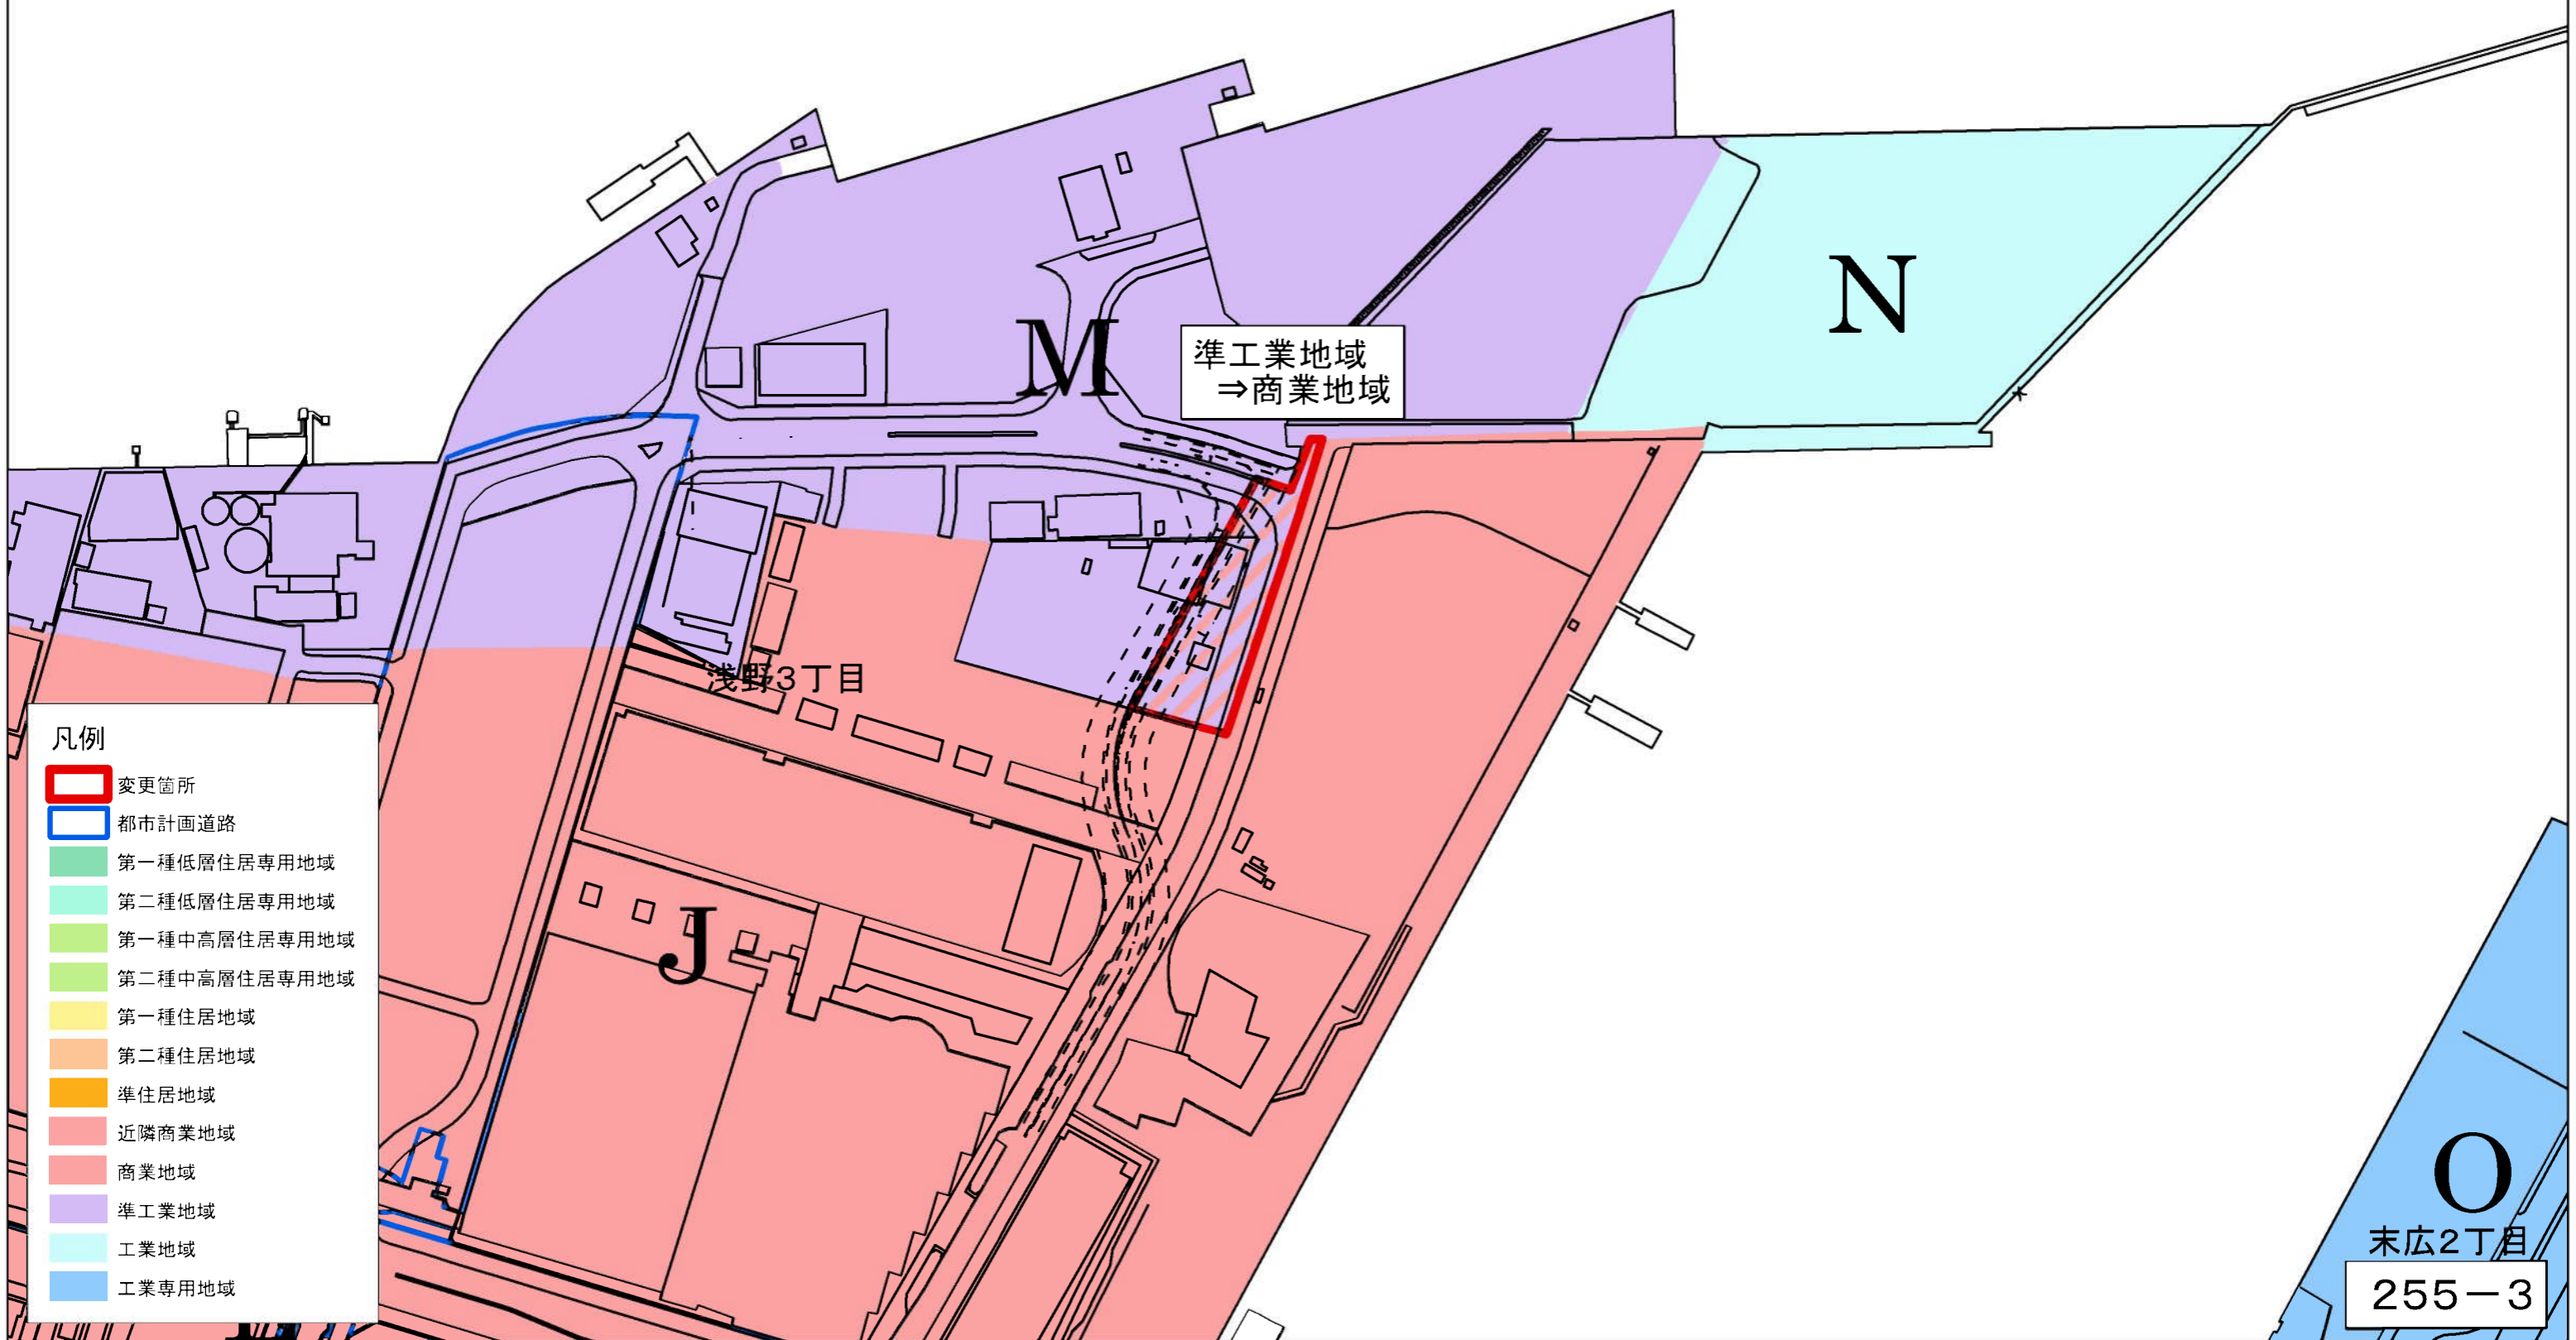 N
M
準工業地域
⇒商業地域
浅野3丁目
凡例
変更箇所
都市計画道路
第一種低層住居専用地域
第二種低層住居専用地域
第一種中高層住居専用地域
第二種中高層住居専用地域
第一種住居地域
第二種住居地域
準住居地域
近隣商業地域
商業地域
準工業地域
工業地域
工業専用地域
J
O
末広2丁目
255-3